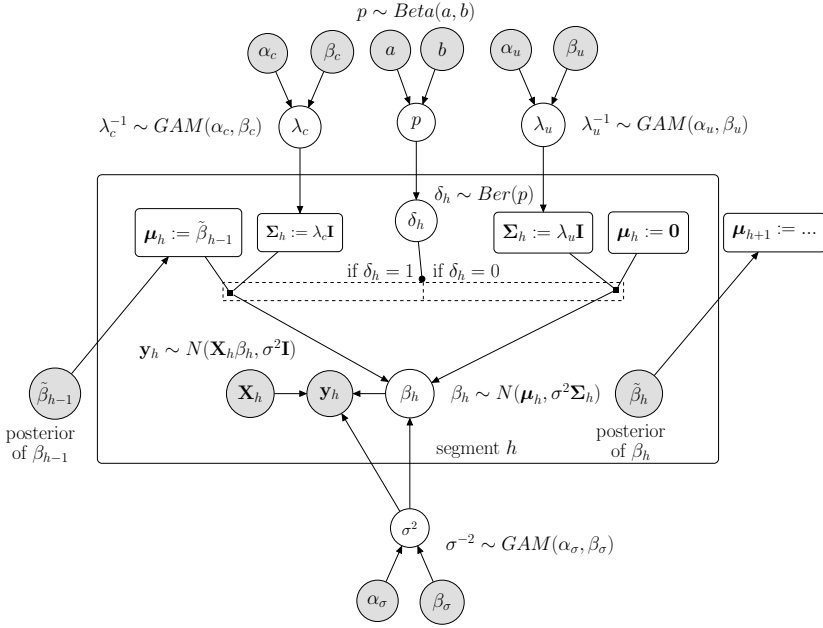 p ∼ Beta(a, b)
α_c β_c a b α_u β_u
λ_c^{-1} ∼ GAM(α_c, β_c) λ_c p λ_u λ_u^{-1} ∼ GAM(α_u, β_u)
δ_h ∼ Ber(p)
δ_h
μ_h := β̃_{h−1} Σ_h := λ_c I Σ_h := λ_u I μ_h := 0 μ_{h+1} := ...
if δ_h = 1 if δ_h = 0
y_h ∼ N(X_h β_h, σ^2 I)
β̃_{h−1} X_h y_h β_h β_h ∼ N(μ_h, σ^2 Σ_h) β̃_h
posterior
of β_{h−1}
posterior
of β_h
segment h
σ^2 σ^{-2} ∼ GAM(α_σ, β_σ)
α_σ β_σ